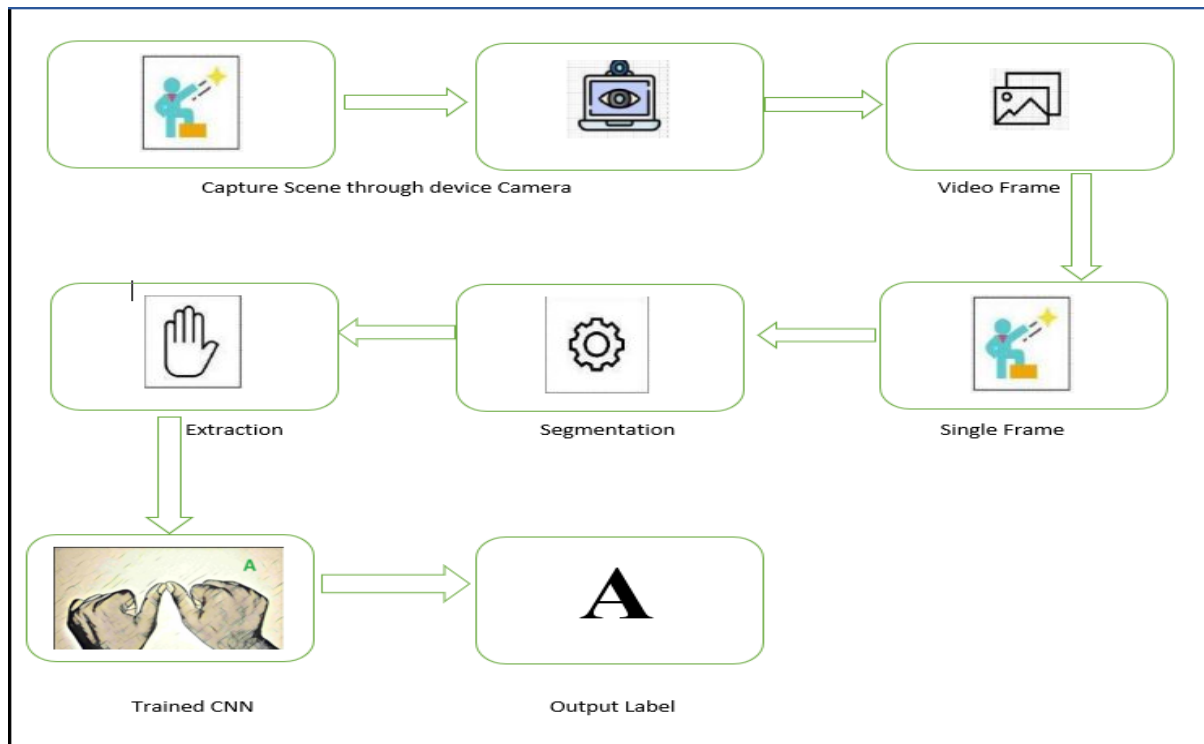 Capture Scene through device Camera
Video Frame
Extraction
Segmentation
Single Frame
A
A
Trained CNN
Output Label